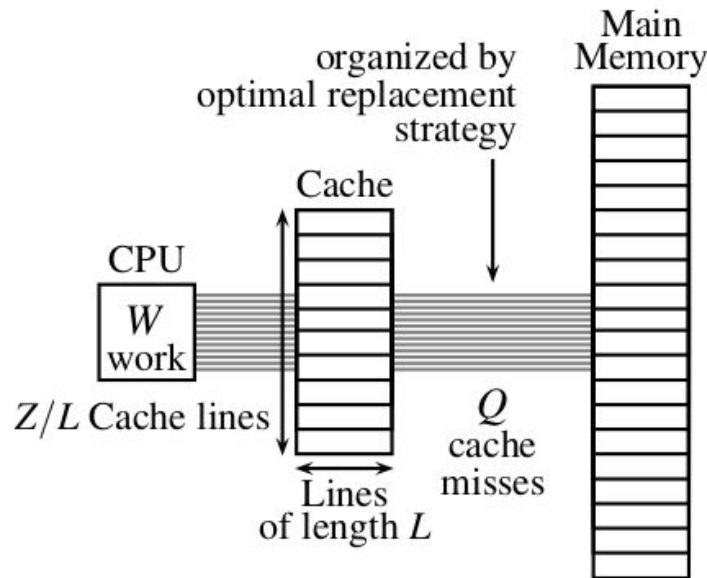 Main
Memory
organized by
optimal replacement
strategy
Cache
CPU
W
work
Z/L Cache lines
Q
cache
misses
Lines
of length L